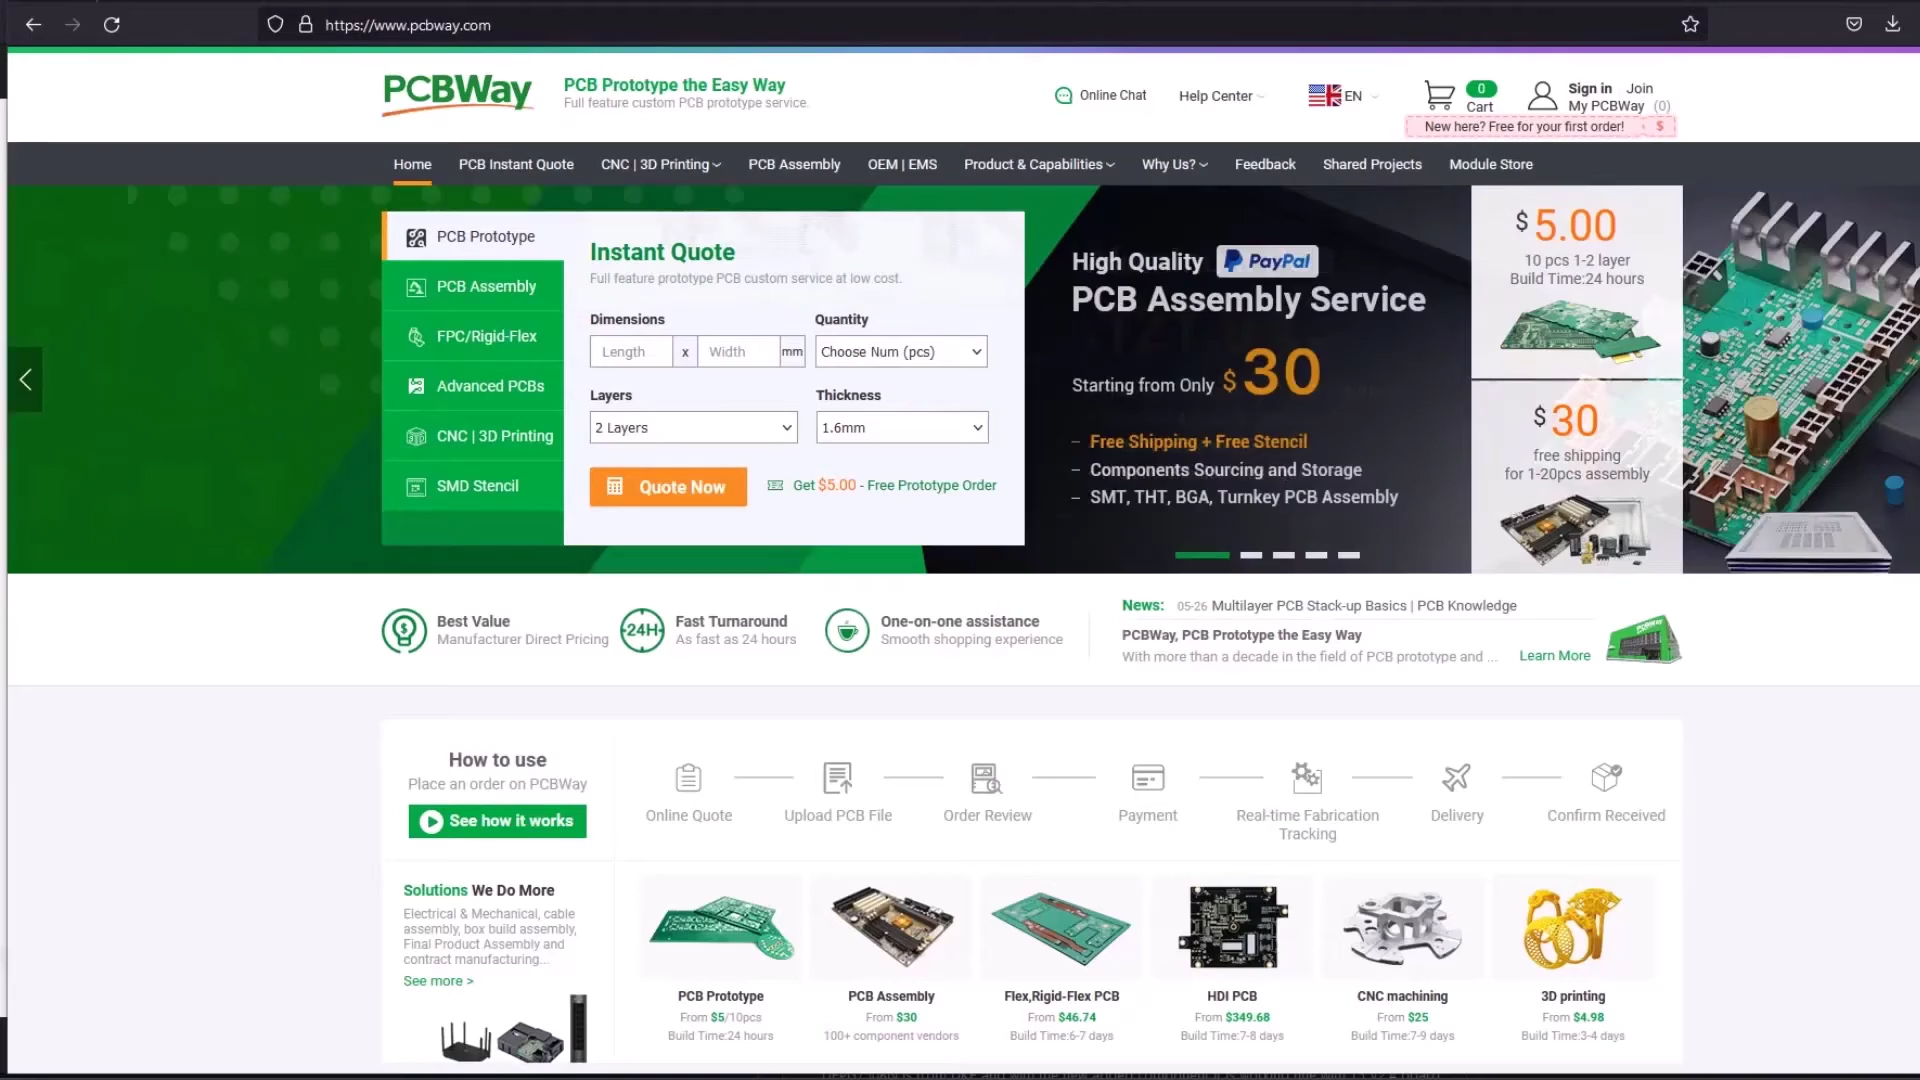 https://www.pcbway.com
PCBWay
PCB Prototype the Easy Way
Full feature custom PCB prototype service.
Online Chat
Help Center
EN
0
Cart
Sign in Join
My PCBWay (0)
New here? Free for your first order! $
Home
PCB Instant Quote
CNC | 3D Printing
PCB Assembly
OEM | EMS
Product & Capabilities
Why Us?
Feedback
Shared Projects
Module Store
PCB Prototype
PCB Assembly
FPC/Rigid-Flex
Advanced PCBs
CNC | 3D Printing
SMD Stencil
Instant Quote
Full feature prototype PCB custom service at low cost.
Dimensions
Quantity
Length x Width mm
Choose Num (pcs)
Layers
Thickness
2 Layers
1.6mm
Quote Now
Get $5.00 - Free Prototype Order
High Quality PayPal
PCB Assembly Service
Starting from Only $30
– Free Shipping + Free Stencil
– Components Sourcing and Storage
– SMT, THT, BGA, Turnkey PCB Assembly
$5.00
10 pcs 1-2 layer
Build Time:24 hours
$30
free shipping
for 1-20pcs assembly
Best Value
Manufacturer Direct Pricing
24H
Fast Turnaround
As fast as 24 hours
One-on-one assistance
Smooth shopping experience
News: 05-26 Multilayer PCB Stack-up Basics | PCB Knowledge
PCBWay, PCB Prototype the Easy Way
With more than a decade in the field of PCB prototype and ... Learn More
How to use
Place an order on PCBWay
See how it works
Online Quote
Upload PCB File
Order Review
Payment
Real-time Fabrication
Tracking
Delivery
Confirm Received
Solutions We Do More
Electrical & Mechanical, cable
assembly, box build assembly,
Final Product Assembly and
contract manufacturing...
See more >
PCB Prototype
From $5/10pcs
Build Time:24 hours
PCB Assembly
From $30
100+ component vendors
Flex,Rigid-Flex PCB
From $46.74
Build Time:6-7 days
HDI PCB
From $349.68
Build Time:7-8 days
CNC machining
From $25
Build Time:7-9 days
3D printing
From $4.98
Build Time:3-4 days